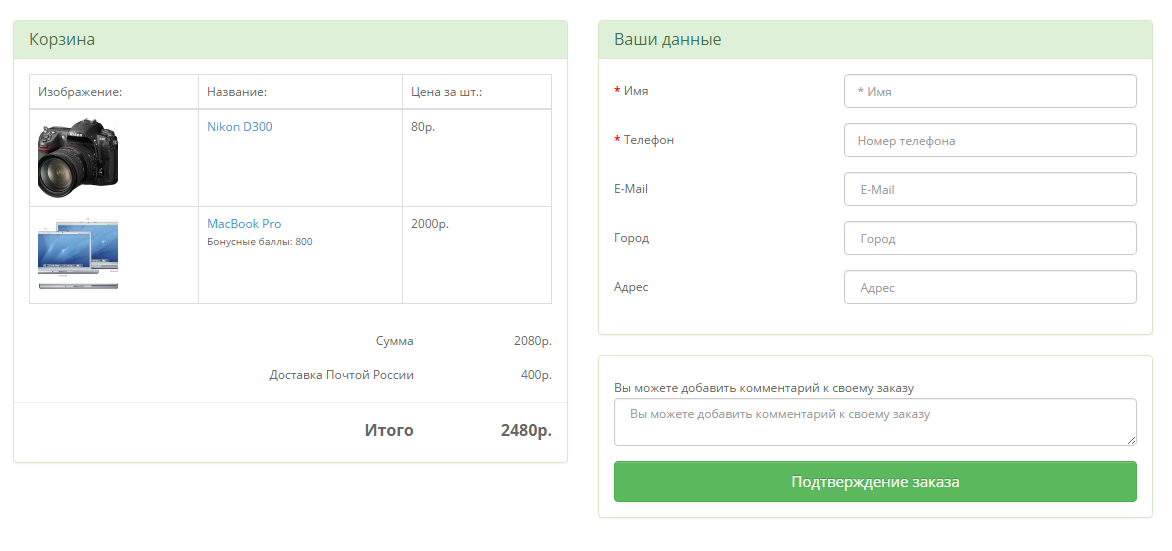 Корзина
Изображение: Название: Цена за шт.:
Nikon D300 80р.
MacBook Pro 2000р.
Бонусные баллы: 800
Сумма 2080р.
Доставка Почтой России 400р.
Итого 2480р.
Ваши данные
* Имя * Имя
* Телефон Номер телефона
E-Mail E-Mail
Город Город
Адрес Адрес
Вы можете добавить комментарий к своему заказу
Вы можете добавить комментарий к своему заказу
Подтверждение заказа